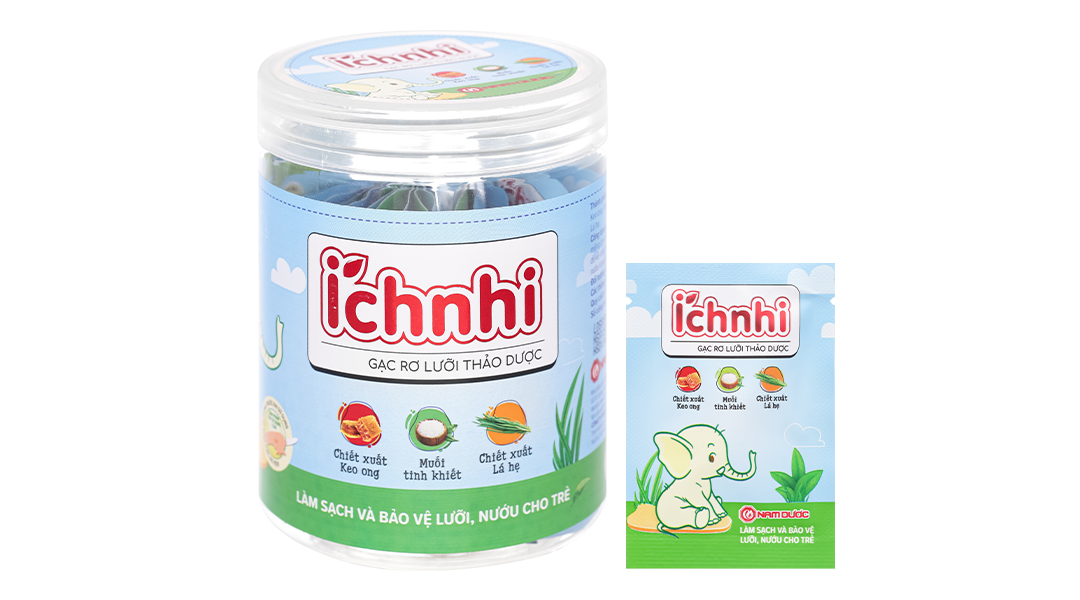 ichnhi
ichnhi
GẠC RƠ LƯỠI THẢO DƯỢC
Chiết xuất
Keo ong
Muối
tinh khiết
Chiết xuất
Lá hẹ
LÀM SẠCH VÀ BẢO VỆ LƯỠI, NƯỚU CHO TRẺ
ichnhi
GẠC RƠ LƯỠI THẢO DƯỢC
Chiết xuất
Keo ong
Muối
tinh khiết
Chiết xuất
Lá hẹ
NAM DƯỢC
LÀM SẠCH VÀ BẢO VỆ
LƯỠI, NƯỚU CHO TRẺ